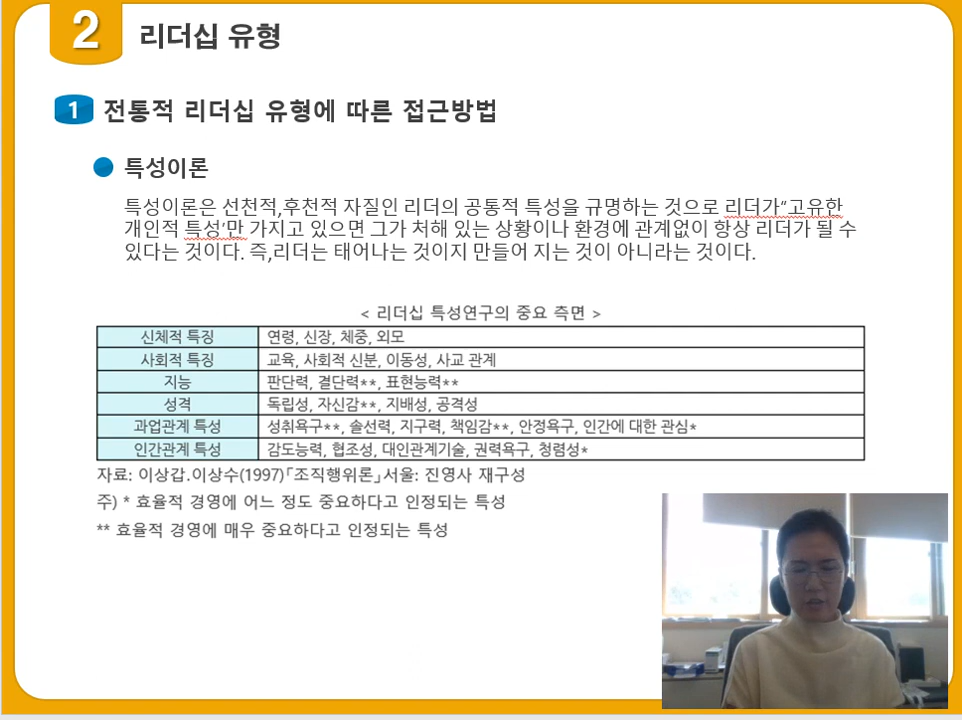 2 리더십 유형
1 전통적 리더십 유형에 따른 접근방법
특성이론
특성이론은 선천적,후천적 자질인 리더의 공통적 특성을 규명하는 것으로 리더가"고유한
개인적 특성'만 가지고 있으면 그가 처해 있는 상황이나 환경에 관계없이 항상 리더가 될 수
있다는 것이다. 즉,리더는 태어나는 것이지 만들어 지는 것이 아니라는 것이다.
< 리더십 특성연구의 중요 측면 >
신체적 특징 연령, 신장, 체중, 외모
사회적 특징 교육, 사회적 신분, 이동성, 사교 관계
지능 판단력, 결단력**, 표현능력**
성격 독립성, 자신감**, 지배성, 공격성
과업관계 특성 성취욕구**, 솔선력, 지구력, 책임감**, 안정욕구, 인간에 대한 관심*
인간관계 특성 감도능력, 협조성, 대인관계기술, 권력욕구, 청렴성*
자료: 이상갑.이상수(1997)「조직행위론」서울: 진영사 재구성
주) * 효율적 경영에 어느 정도 중요하다고 인정되는 특성
** 효율적 경영에 매우 중요하다고 인정되는 특성